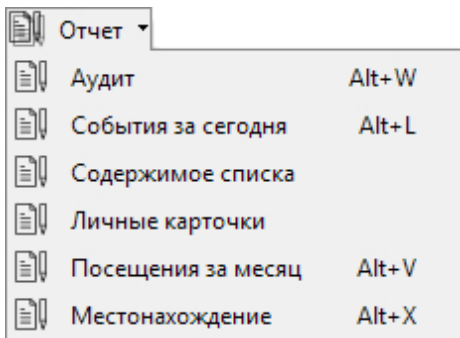 Отчет
Аудит Alt+W
События за сегодня Alt+L
Содержимое списка
Личные карточки
Посещения за месяц Alt+V
Местонахождение Alt+X